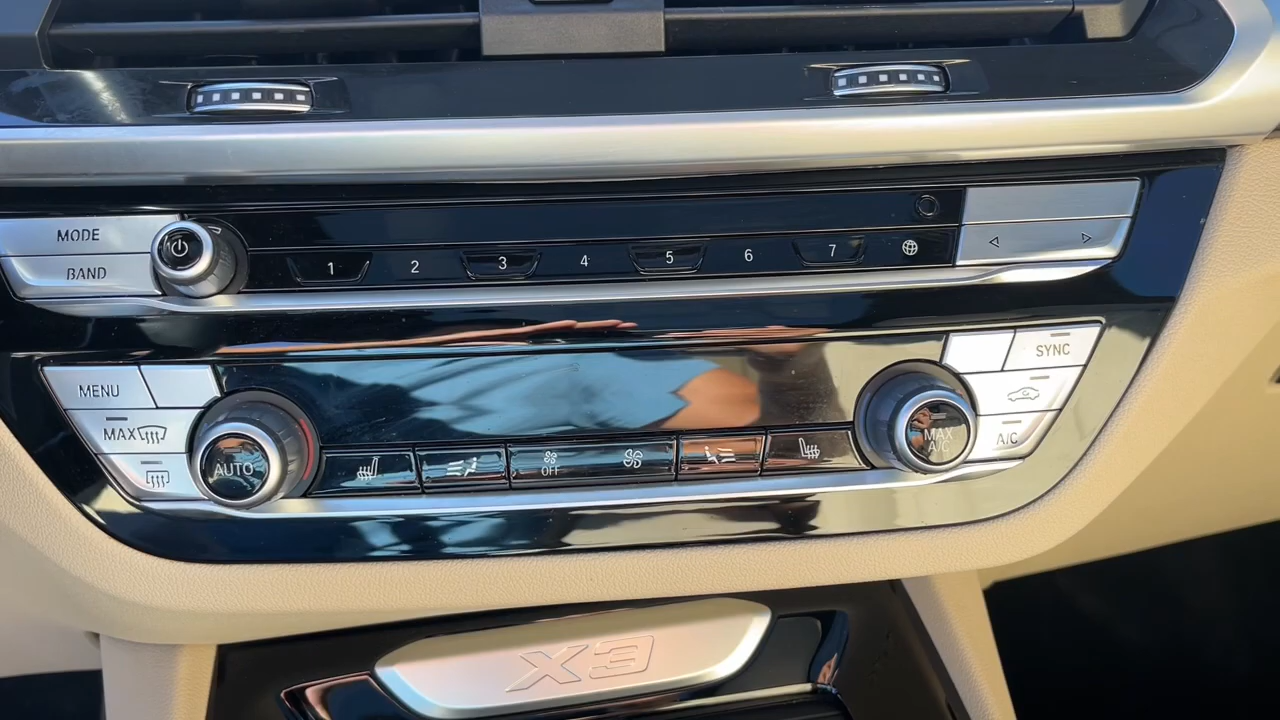 MODE
BAND
1 2 3 4 5 6 7
MENU
SYNC
MAX
AUTO
OFF
MAX
A/C
A/C
X3